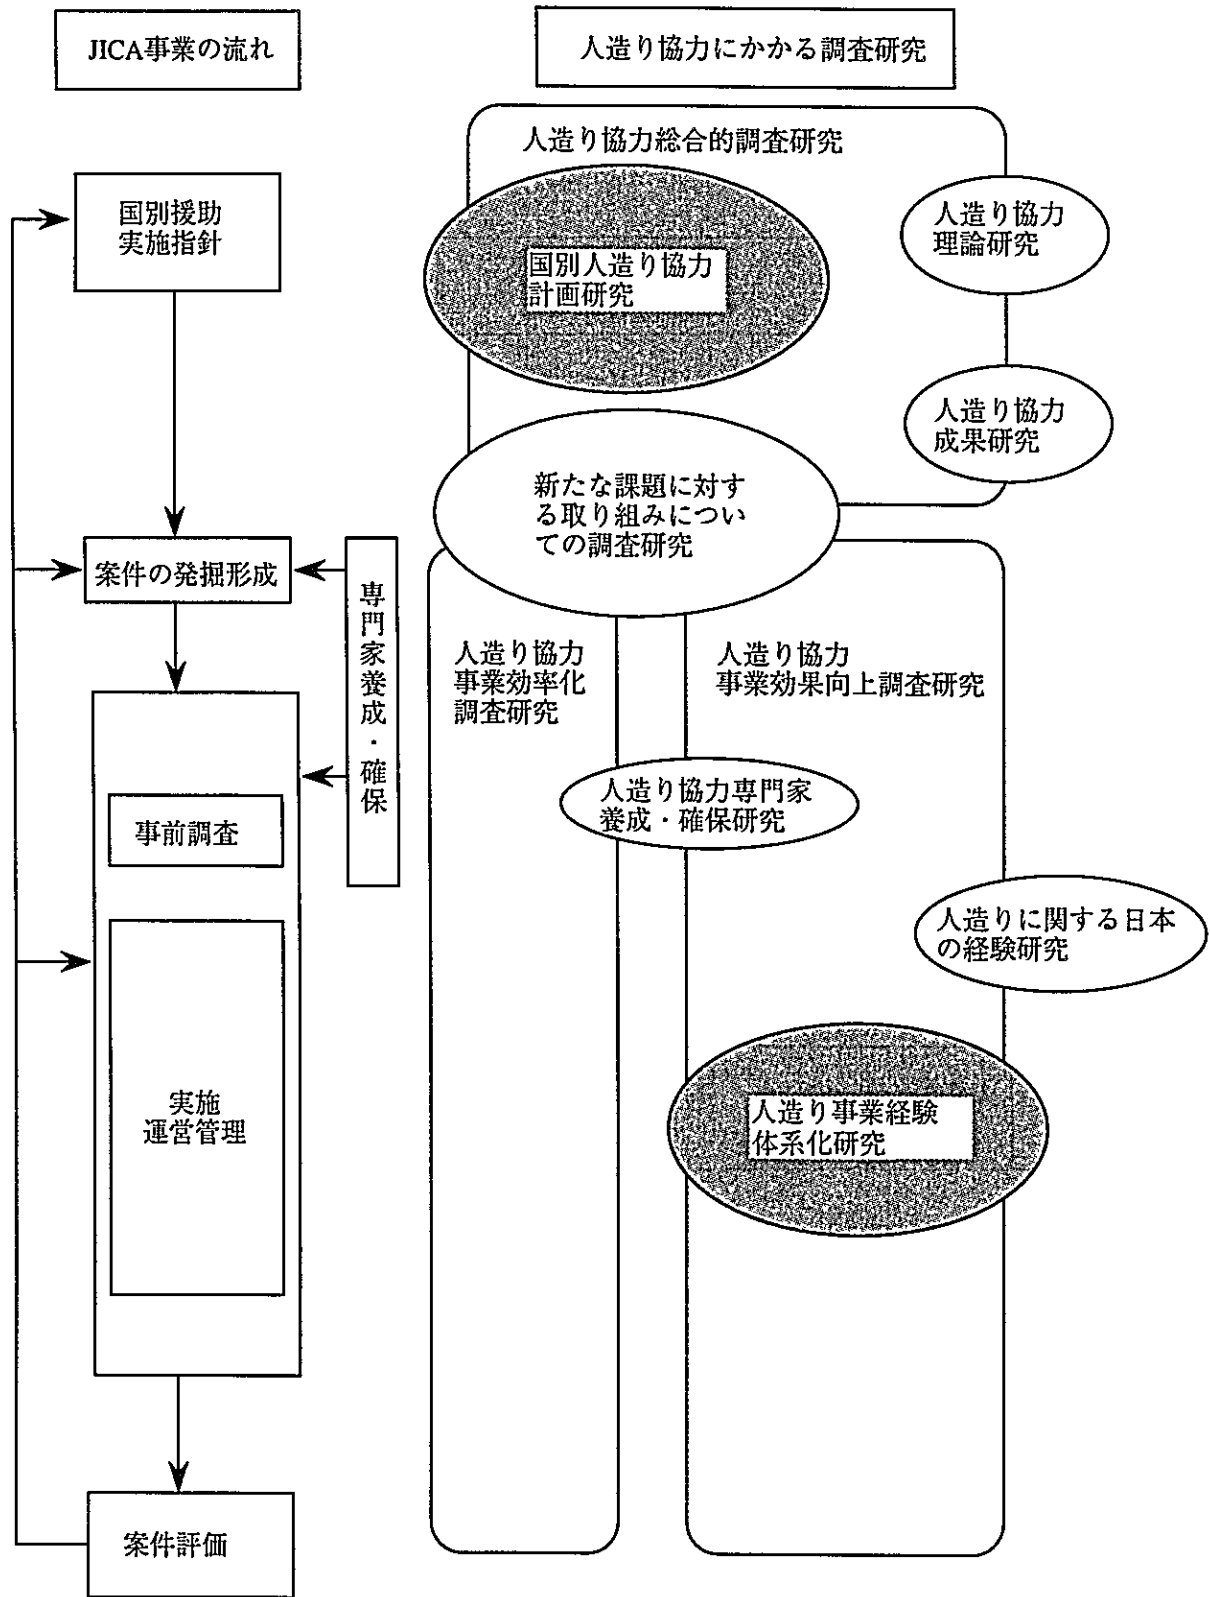 JICA事業の流れ
人造り協力にかかる調査研究
国別援助
実施指針
案件の発掘形成
専門家養成・確保
事前調査
実施
運営管理
案件評価
人造り協力総合的調査研究
国別人造り協力
計画研究
人造り協力
理論研究
人造り協力
成果研究
新たな課題に対す
る取り組みについ
ての調査研究
人造り協力
事業効率化
調査研究
人造り協力
事業効果向上調査研究
人造り協力専門家
養成・確保研究
人造りに関する日本
の経験研究
人造り事業経験
体系化研究